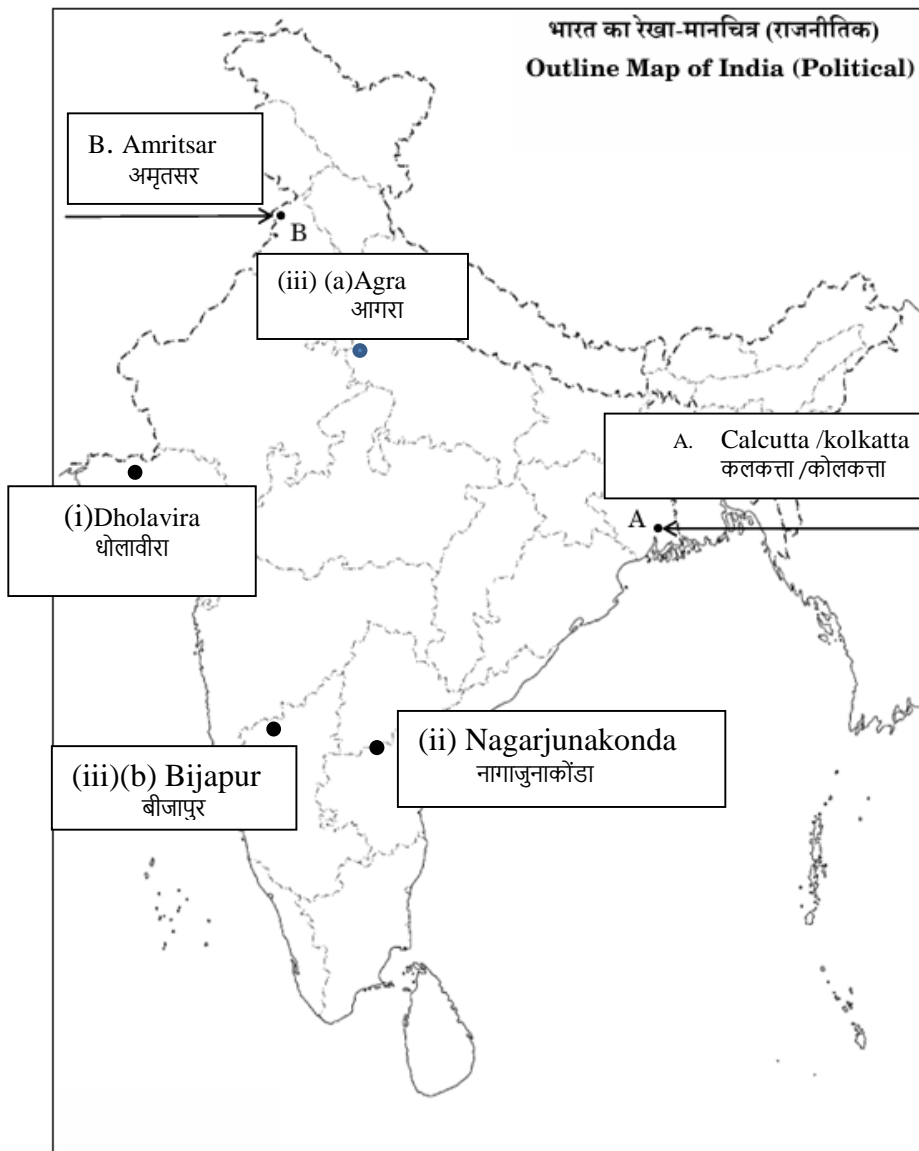 भारत का रेखा-मानचित्र (राजनीतिक)
Outline Map of India (Political)
B. Amritsar
अमृतसर
B
(iii) (a)Agra
आगरा
A. Calcutta /kolkatta
कलकत्ता /कोलकत्ता
A
(i)Dholavira
धोलावीरा
(ii) Nagarjunakonda
नागाजुनाकोंडा
(iii)(b) Bijapur
बीजापुर